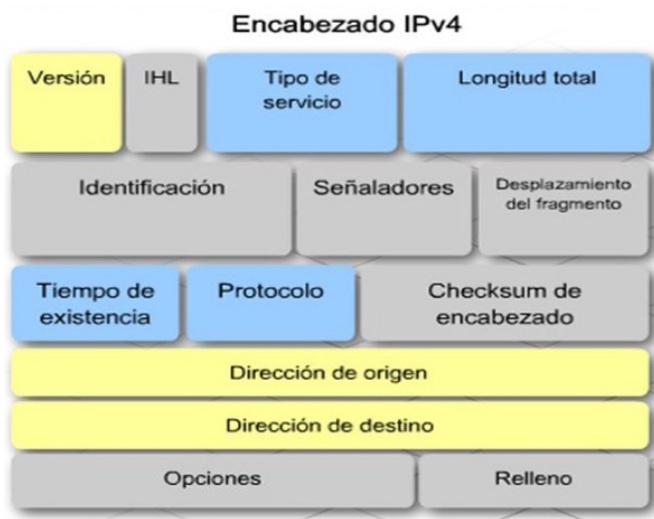 Encabezado IPv4
Versión
IHL
Tipo de
servicio
Longitud total
Identificación
Señaladores
Desplazamiento
del fragmento
Tiempo de
existencia
Protocolo
Checksum de
encabezado
Dirección de origen
Dirección de destino
Opciones
Relleno